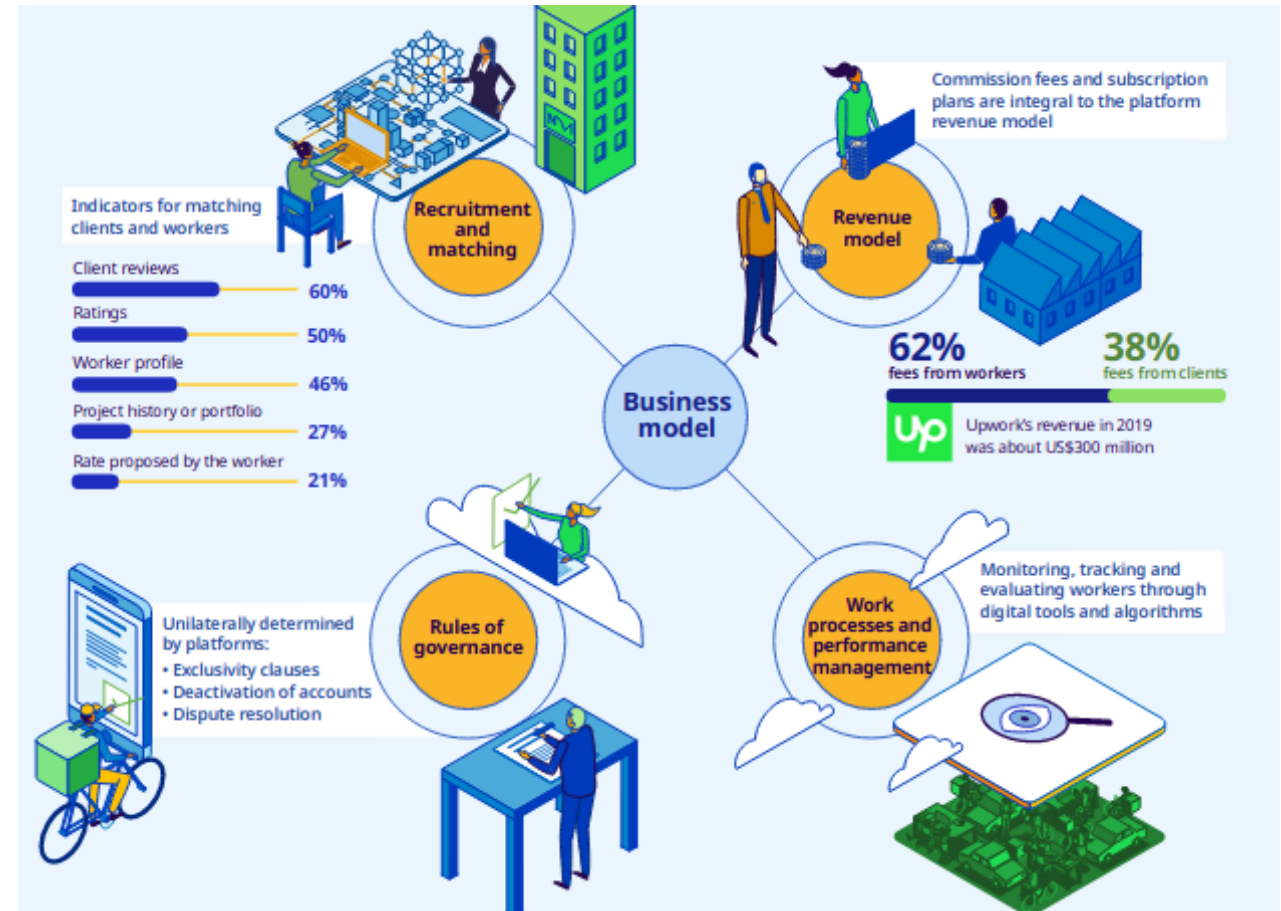 Recruitment
and
matching
Indicators for matching
clients and workers
Client reviews
60%
Ratings
50%
Worker profile
46%
Project history or portfolio
27%
Rate proposed by the worker
21%
Commission fees and subscription
plans are integral to the platform
revenue model
Revenue
model
62%
fees from workers
38%
fees from clients
Up
Upwork's revenue in 2019
was about US$300 million
Business
model
Rules of
governance
Unilaterally determined
by platforms:
• Exclusivity clauses
• Deactivation of accounts
• Dispute resolution
Work
processes and
performance
management
Monitoring, tracking and
evaluating workers through
digital tools and algorithms